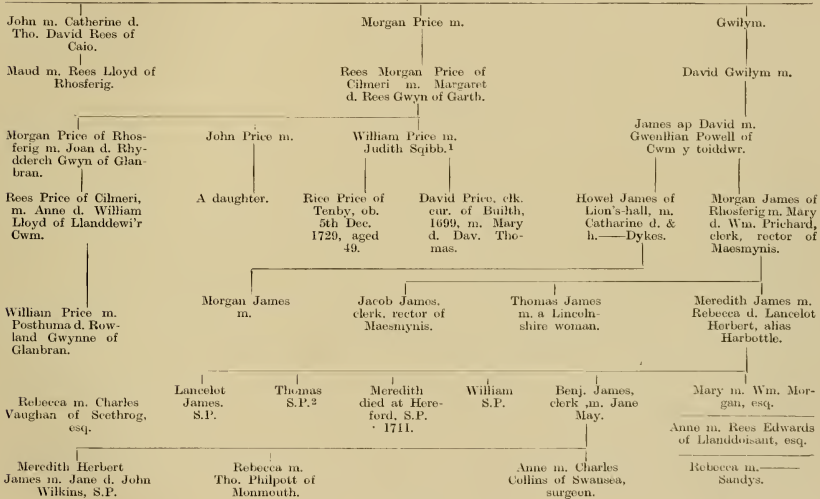 John m. Catherine d.
Tho. David Rees of
Caio.
Morgan Price m.
Gwilym.
Maud m. Rees Lloyd of
Rhosferig.
Rees Morgan Price of
Cilmeri m. Margaret
d. Rees Gwyn of Garth.
David Gwilym m.
Morgan Price of Rhos-
ferig m. Joan d. Rhy-
dderch Gwyn of Glan-
bran.
John Price m.
William Price m.
Judith Sqibb.¹
James ap David m.
Gwenllian Powell of
Cwm y toiddwr.
Rees Price of Cilmeri,
m. Anne d. William
Lloyd of Llanddewi'r
Cwm.
A daughter.
Rice Price of
Tenby, ob.
5th Dec.
1729, aged
49.
David Price, clk.
cur. of Builth,
1699, m. Mary
d. Dav. Tho-
mas.
Howel James of
Lion's-hall, m.
Catharine d. &
h.——Dykes.
Morgan James of
Rhosferig m. Mary
d. Wm. Prichard,
clerk, rector of
Maesmynis.
William Price m.
Posthuma d. Row-
land Gwynne of
Glanbran.
Morgan James
m.
Jacob James.
clerk, rector of
Maesmynis.
Thomas James
m. a Lincoln-
shire woman.
Meredith James m.
Rebecca d. Lancelot
Herbert, alias
Harbottle.
Rebecca m. Charles
Vaughan of Scethrog,
esq.
Lancelot
James.
S.P.
Thomas
S.P.²
Meredith
died at Here-
ford, S.P.
1711.
William
S.P.
Benj. James,
clerk ,m. Jane
May.
Mary m. Wm. Mor-
gan, esq.
Anne m. Rees Edwards
of Llanddoisant, esq.
Rebecca m.——
Sandys.
Meredith Herbert
James m. Jane d. John
Wilkins, S.P.
Rebecca m.
Tho. Philpott of
Monmouth.
Anne m. Charles
Collins of Swansea,
surgeon.